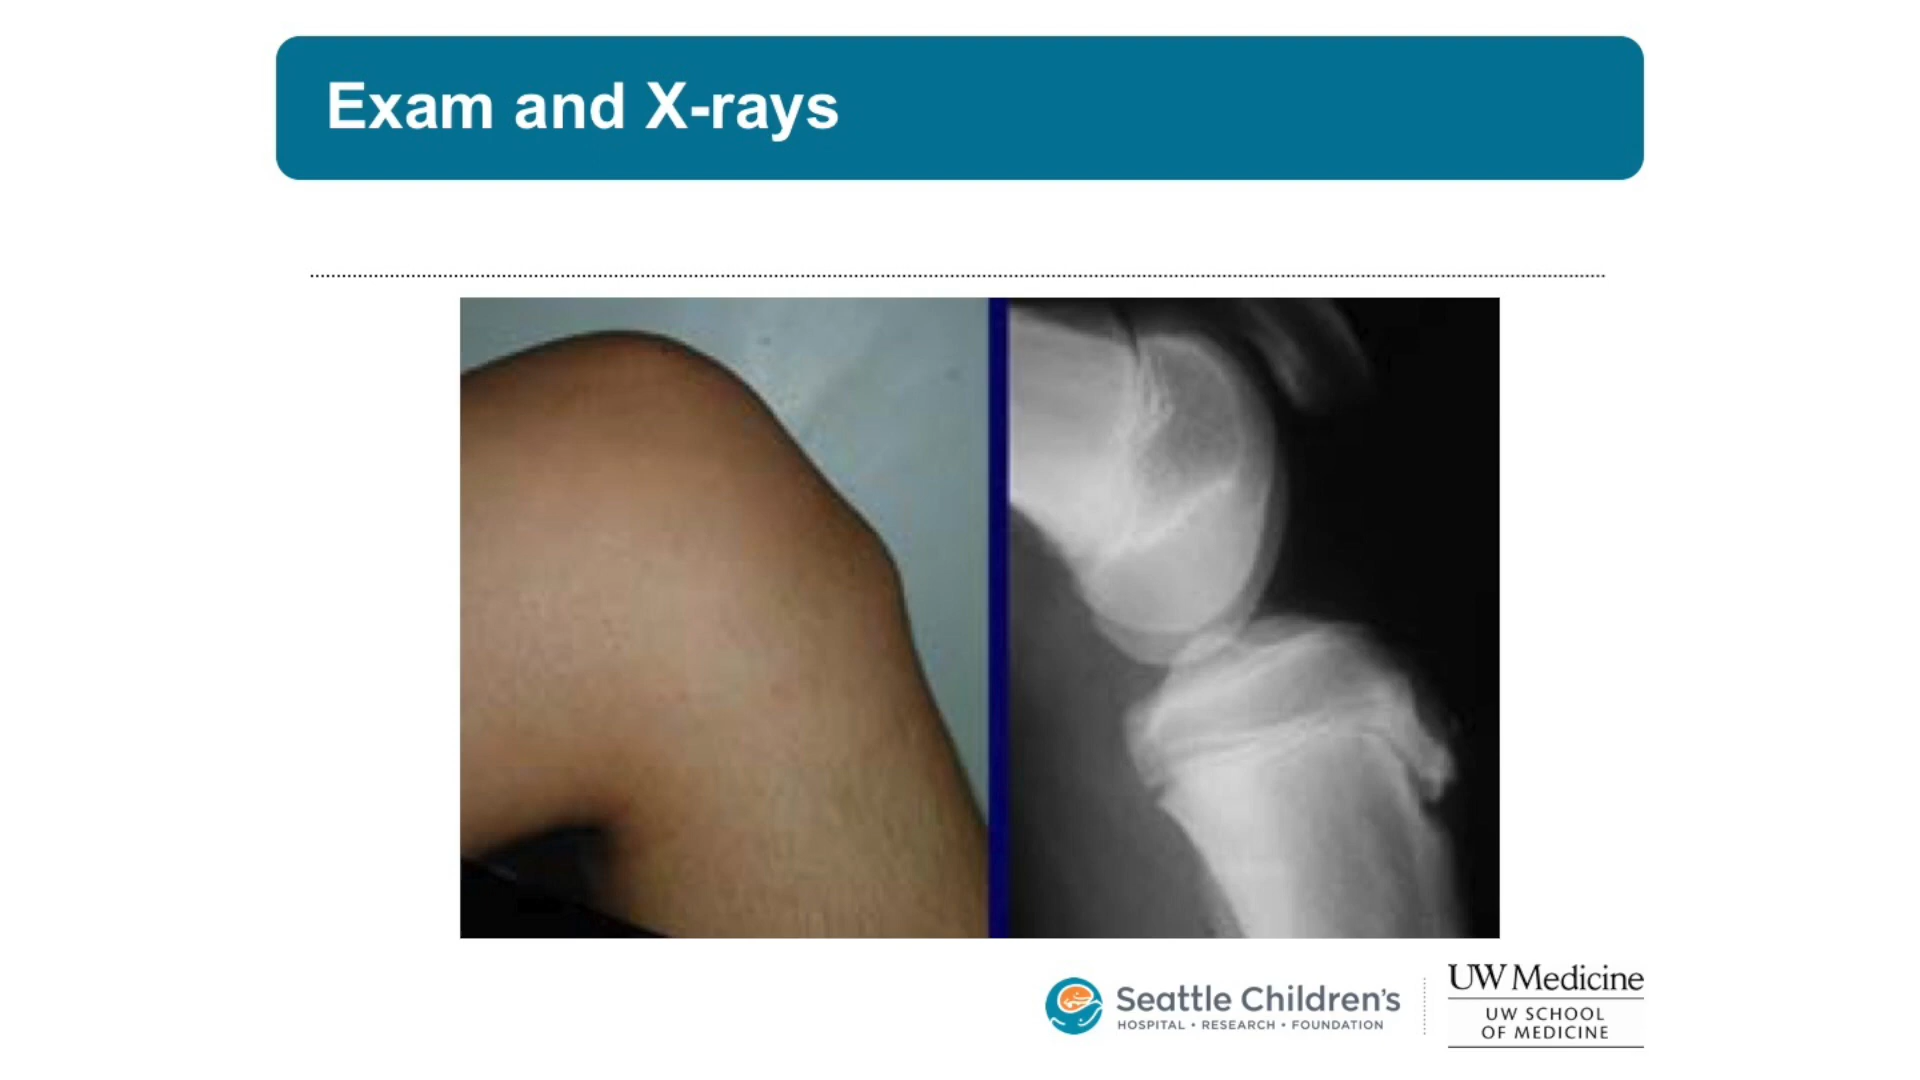 Exam and X-rays
Seattle Children's
HOSPITAL • RESEARCH • FOUNDATION
UW Medicine
UW SCHOOL
OF MEDICINE